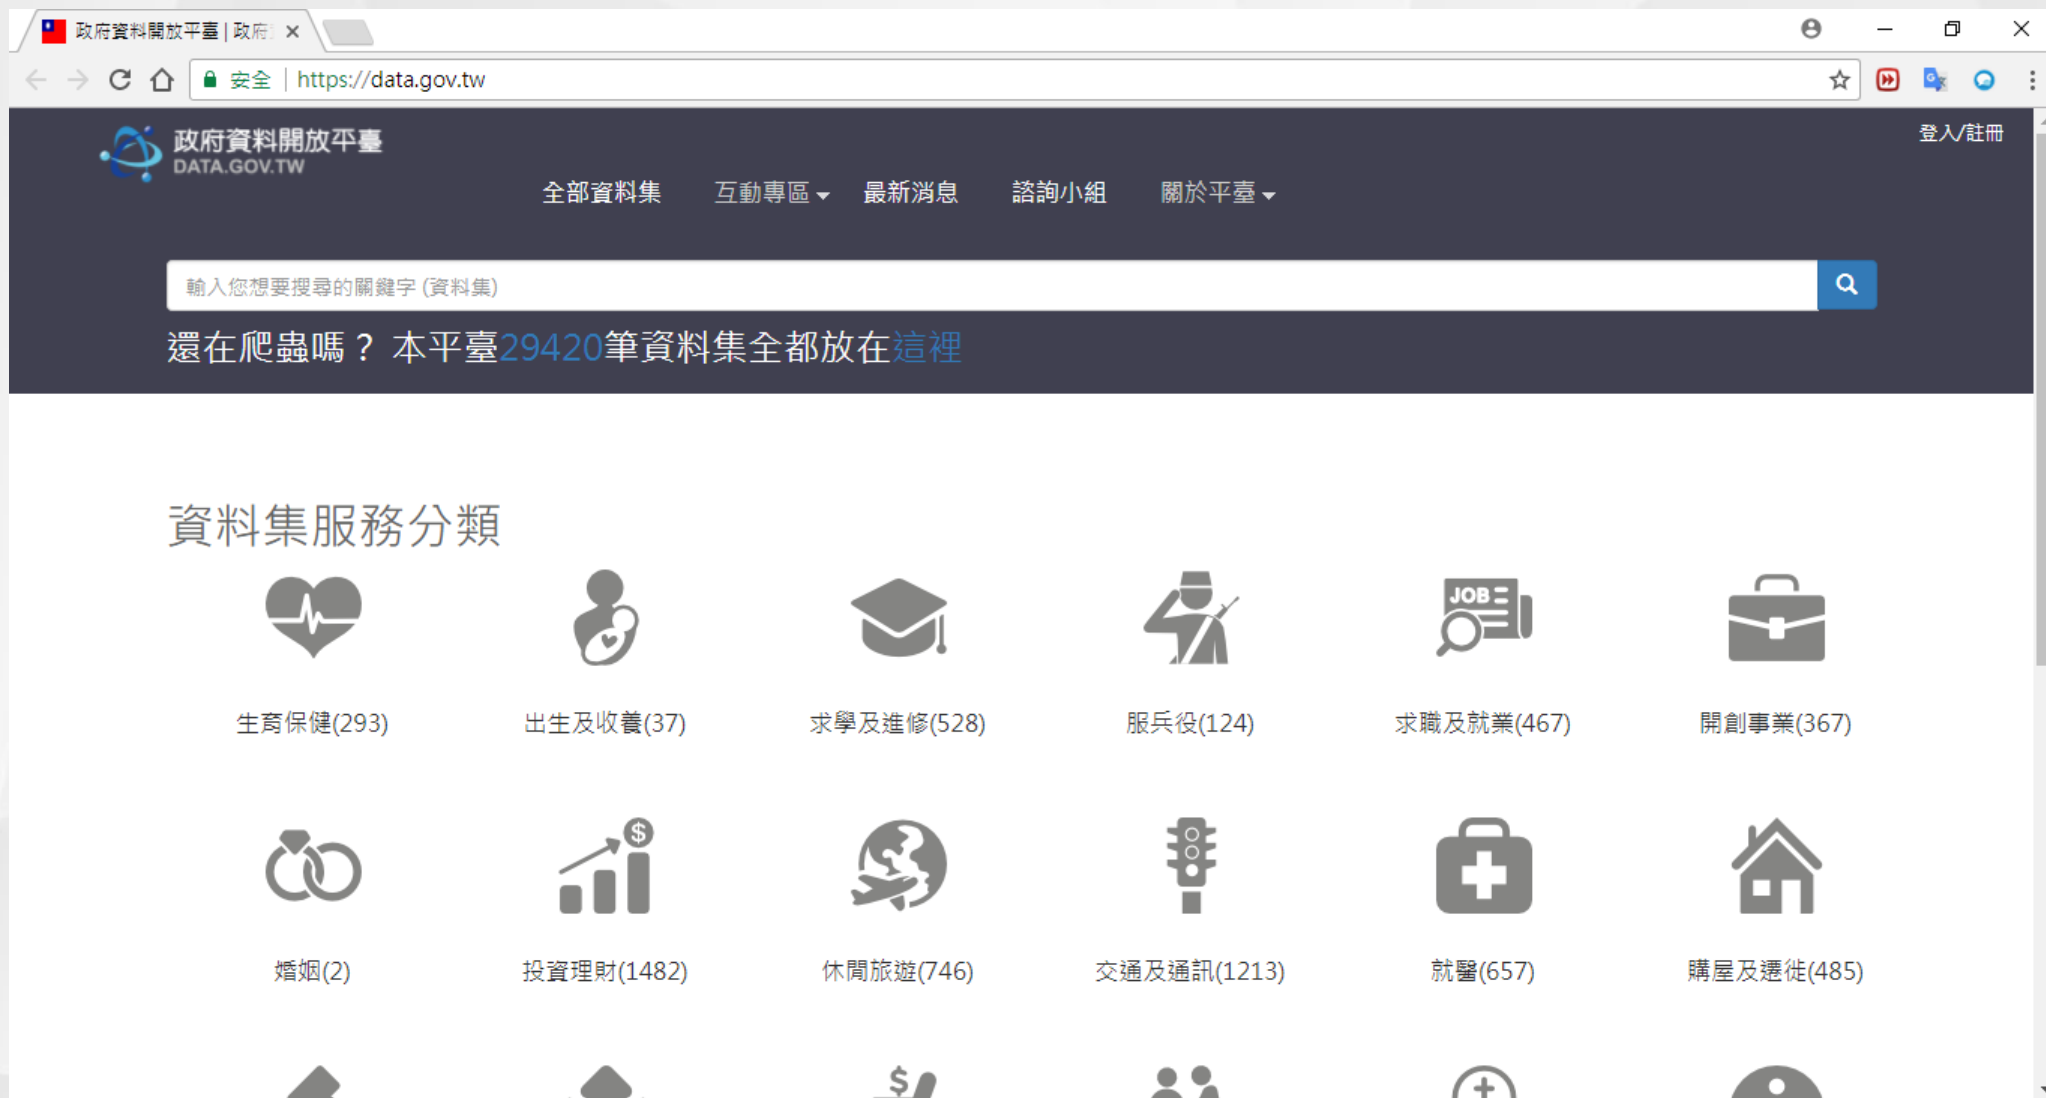 政府資料開放平臺 | 政府
安全 | https://data.gov.tw
政府資料開放平臺
DATA.GOV.TW
登入/註冊
全部資料集 互動專區 最新消息 諮詢小組 關於平臺
輸入您想要搜尋的關鍵字 (資料集)
還在爬蟲嗎？ 本平臺29420筆資料集全都放在這裡
資料集服務分類
JOB
生育保健(293) 出生及收養(37) 求學及進修(528) 服兵役(124) 求職及就業(467) 開創事業(367)
$
婚姻(2) 投資理財(1482) 休閒旅遊(746) 交通及通訊(1213) 就醫(657) 購屋及遷徙(485)
$